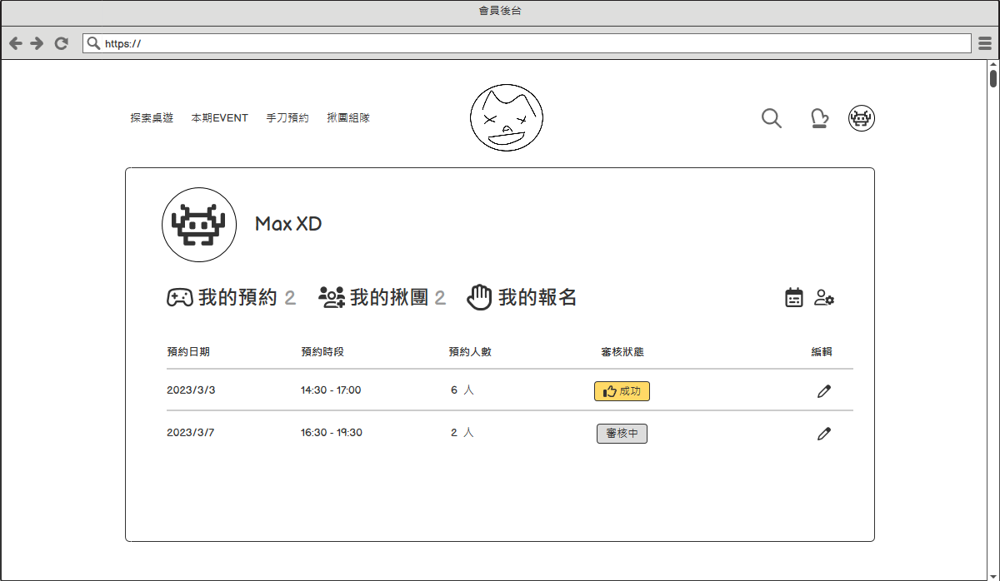 會員後台
https://
探索桌遊 本期EVENT 手刀預約 揪團組隊
Max XD
我的預約 2 我的揪團 2 我的報名
預約日期 預約時段 預約人數 審核狀態 編輯
2023/3/3 14:30 - 17:00 6 人 成功
2023/3/7 16:30 - 19:30 2 人 審核中